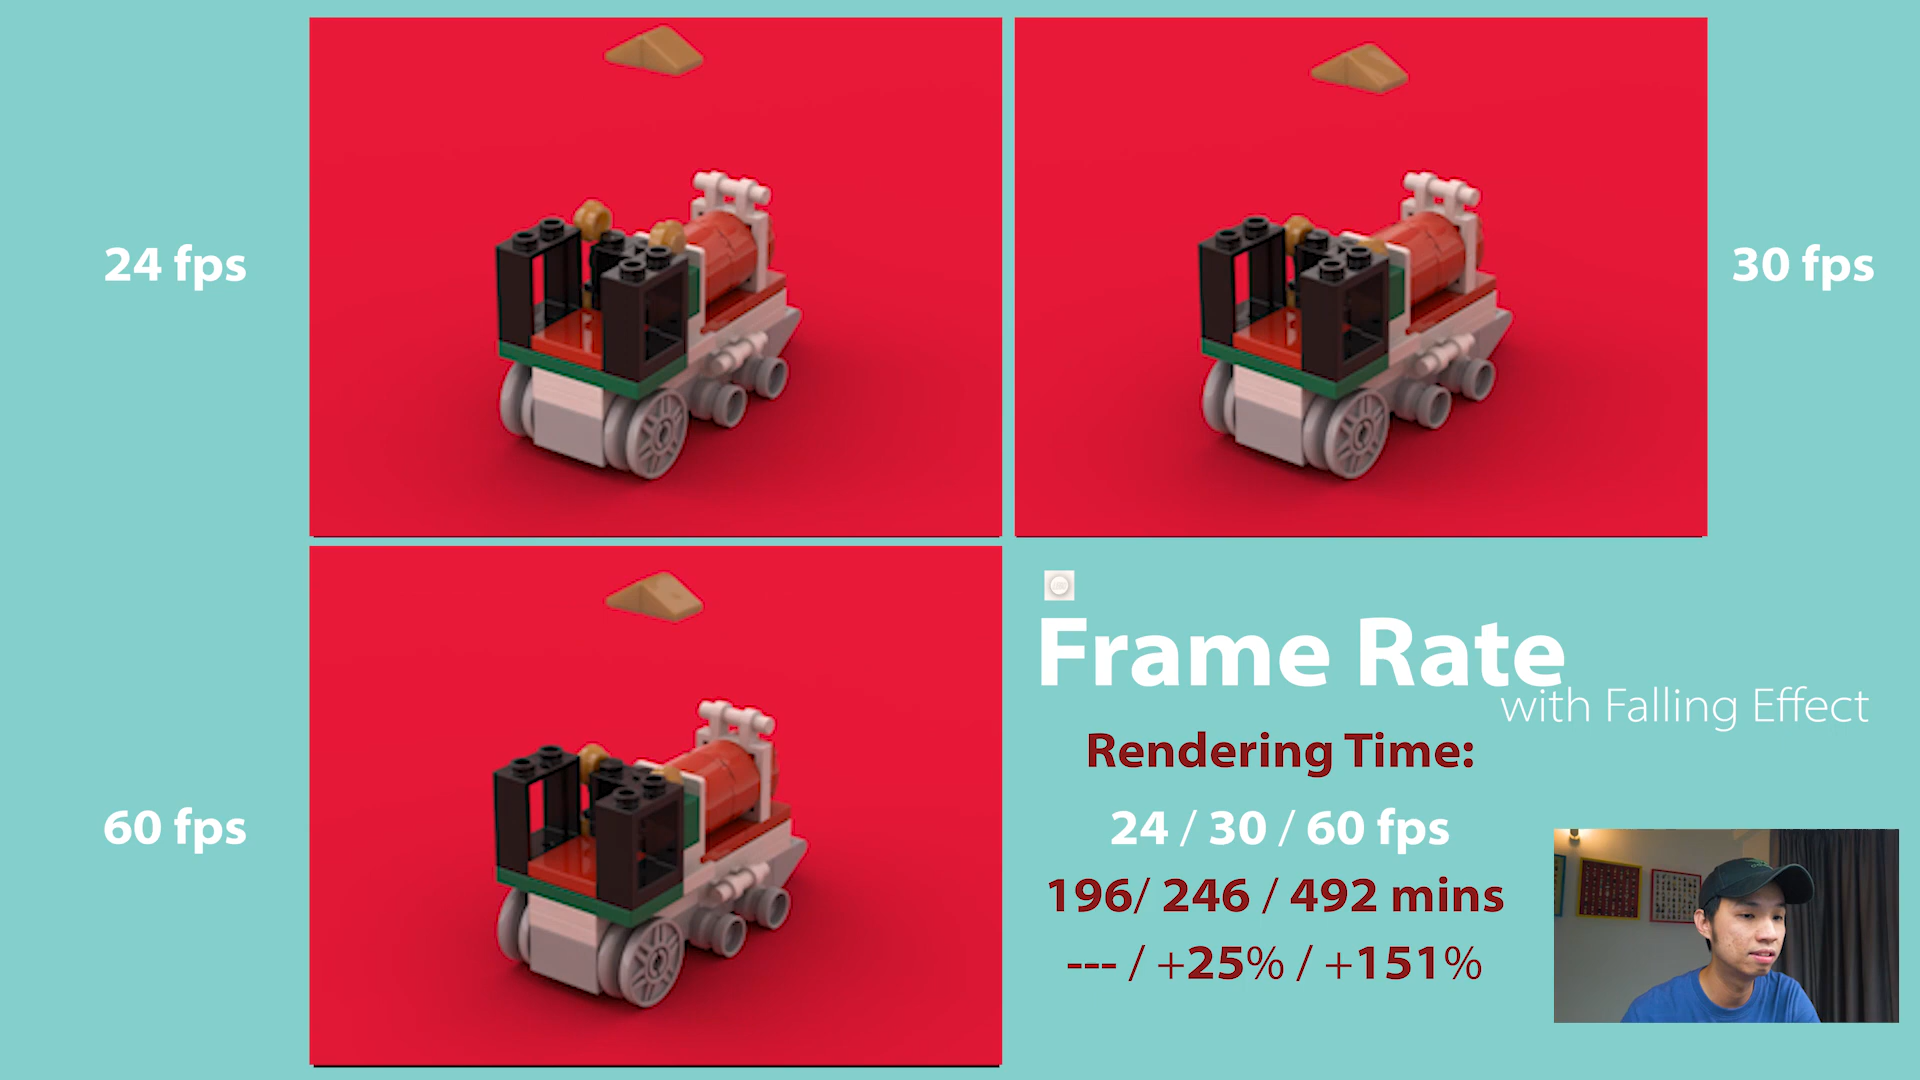 24 fps
30 fps
60 fps
Frame Rate
with Falling Effect
Rendering Time:
24 / 30 / 60 fps
196/ 246 / 492 mins
--- / +25% / +151%